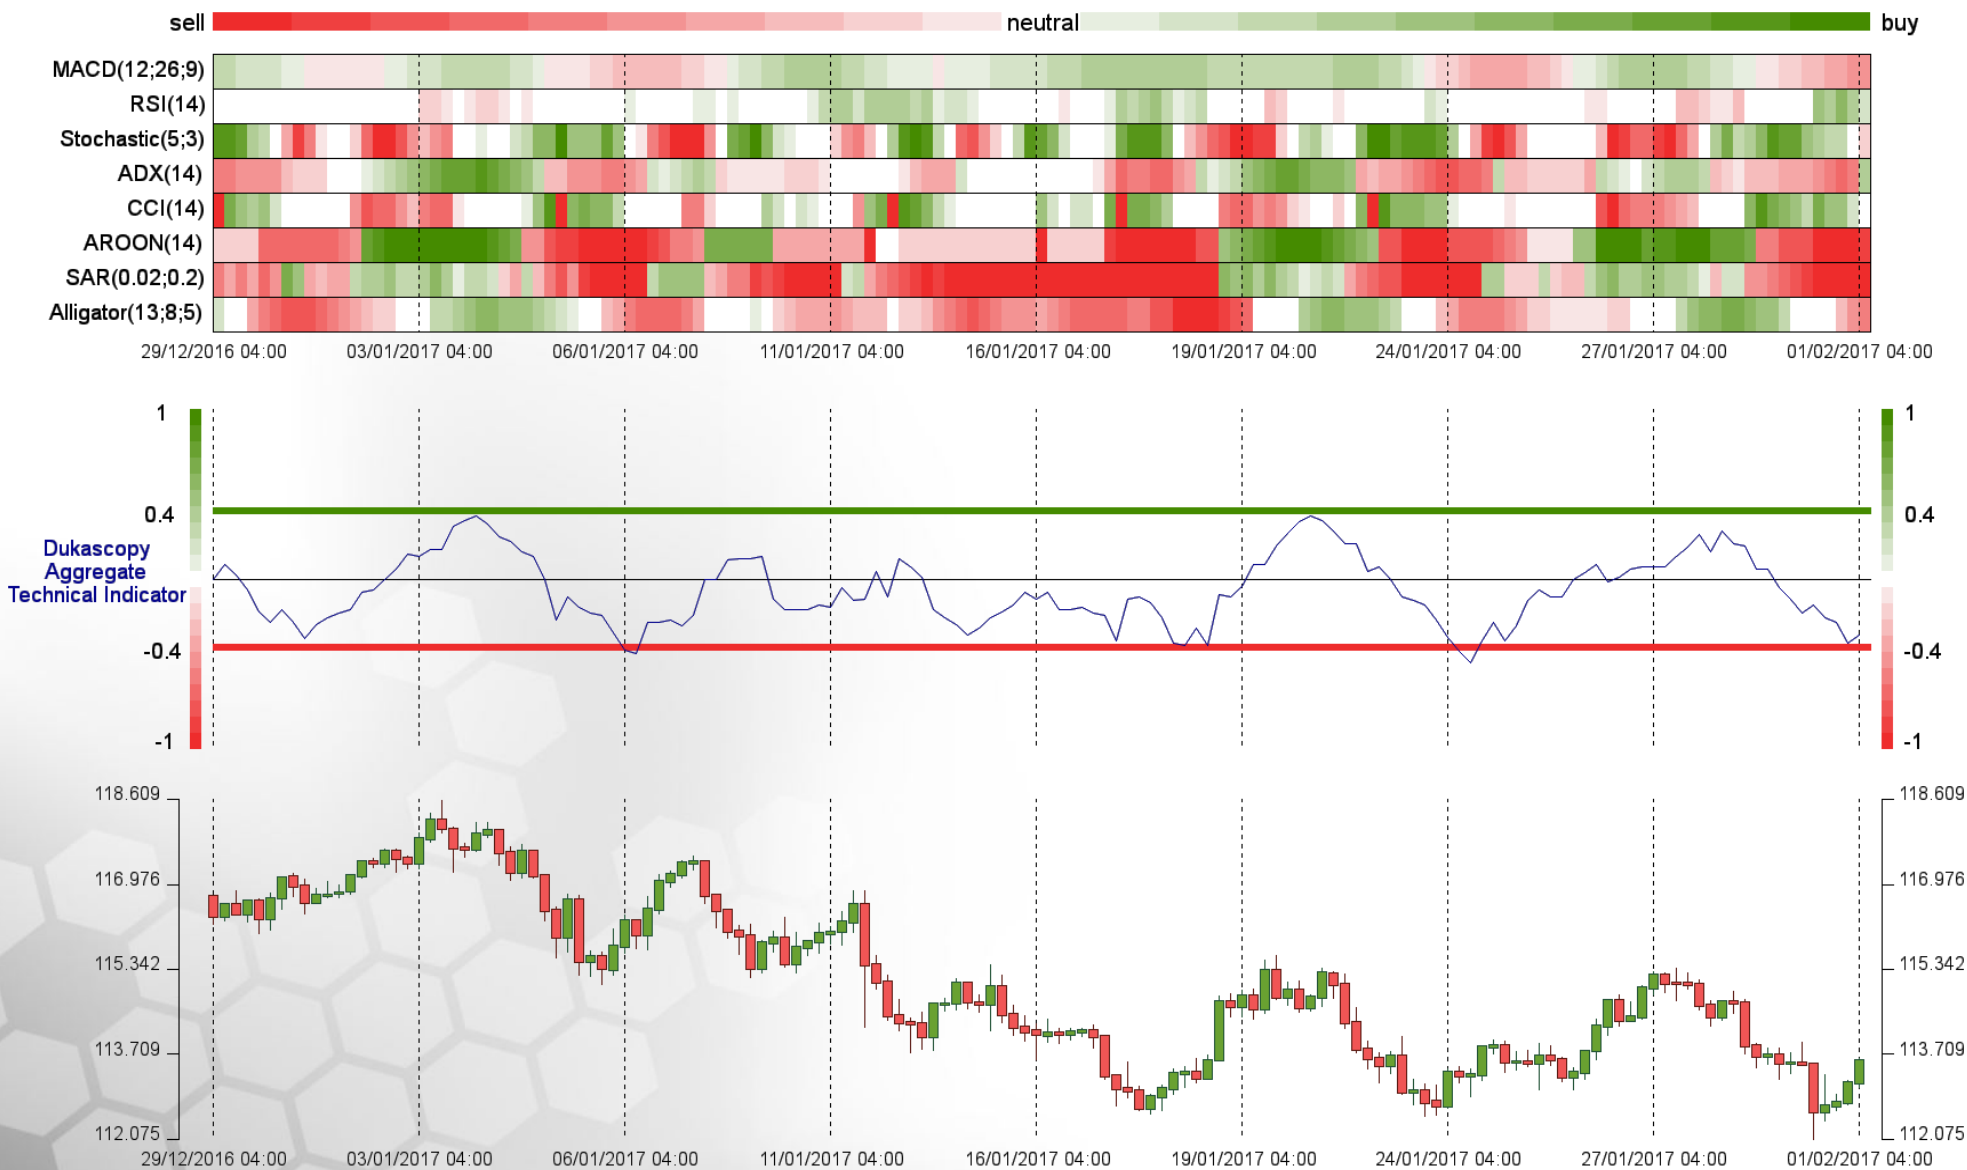 sell neutral buy
MACD(12;26;9)
RSI(14)
Stochastic(5;3)
ADX(14)
CCI(14)
AROON(14)
SAR(0.02;0.2)
Alligator(13;8;5)
29/12/2016 04:00 03/01/2017 04:00 06/01/2017 04:00 11/01/2017 04:00 16/01/2017 04:00 19/01/2017 04:00 24/01/2017 04:00 27/01/2017 04:00 01/02/2017 04:00
1 1
0.4 0.4
Dukascopy
Aggregate
Technical Indicator
-0.4 -0.4
-1 -1
118.609 118.609
116.976 116.976
115.342 115.342
113.709 113.709
112.075 112.075
29/12/2016 04:00 03/01/2017 04:00 06/01/2017 04:00 11/01/2017 04:00 16/01/2017 04:00 19/01/2017 04:00 24/01/2017 04:00 27/01/2017 04:00 01/02/2017 04:00